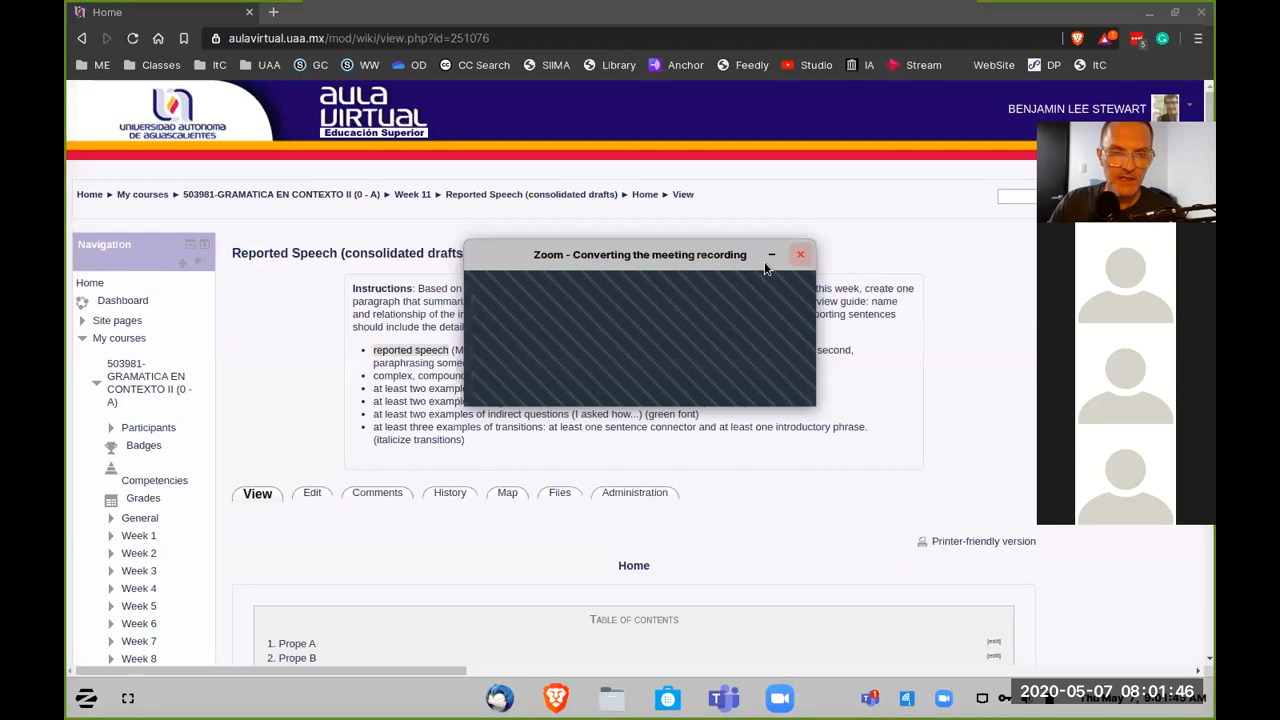 Home
aulavirtual.uaa.mx/mod/wiki/view.php?id=251076
ME Classes ItC UAA GC WW OD CC Search SIIMA Library Anchor Feedly Studio IA Stream WebSite DP ItC
UNIVERSIDAD AUTONOMA
DE AGUASCALIENTES
AULA
VIRTUAL
Educación Superior
BENJAMIN LEE STEWART
Home ► My courses ► 503981-GRAMATICA EN CONTEXTO II (0 - A) ► Week 11 ► Reported Speech (consolidated drafts) ► Home ► View
Navigation
Home
Dashboard
Site pages
My courses
503981-
GRAMATICA EN
CONTEXTO II (0 -
A)
Participants
Badges
Competencies
Grades
General
Week 1
Week 2
Week 3
Week 4
Week 5
Week 6
Week 7
Week 8
Reported Speech (consolidated drafts
Zoom - Converting the meeting recording
Instructions: Based on this week, create one
paragraph that summari view guide: name
and relationship of the in porting sentences
should include the detai
reported speech (M second,
paraphrasing some
complex, compoun
at least two exampl
at least two exampl
at least two examples of indirect questions (I asked how...) (green font)
at least three examples of transitions: at least one sentence connector and at least one introductory phrase.
(italicize transitions)
View Edit Comments History Map Files Administration
Printer-friendly version
Home
TABLE OF CONTENTS
1. Prope A [edit]
2. Prope B [edit]
2020-05-07 08:01:46